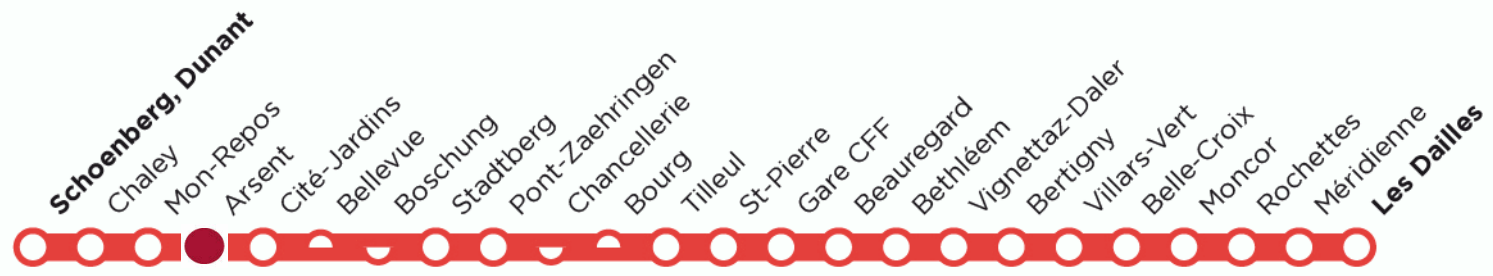 Schoenberg, Dunant
Chaley
Mon-Repos
Arsent
Cité-Jardins
Bellevue
Boschung
Stadtberg
Pont-Zaehringen
Chancellerie
Bourg
Tilleul
St-Pierre
Gare CFF
Beauregard
Bethléem
Vignettaz-Daler
Bertigny
Villars-Vert
Belle-Croix
Moncor
Rochettes
Méridienne
Les Dailles